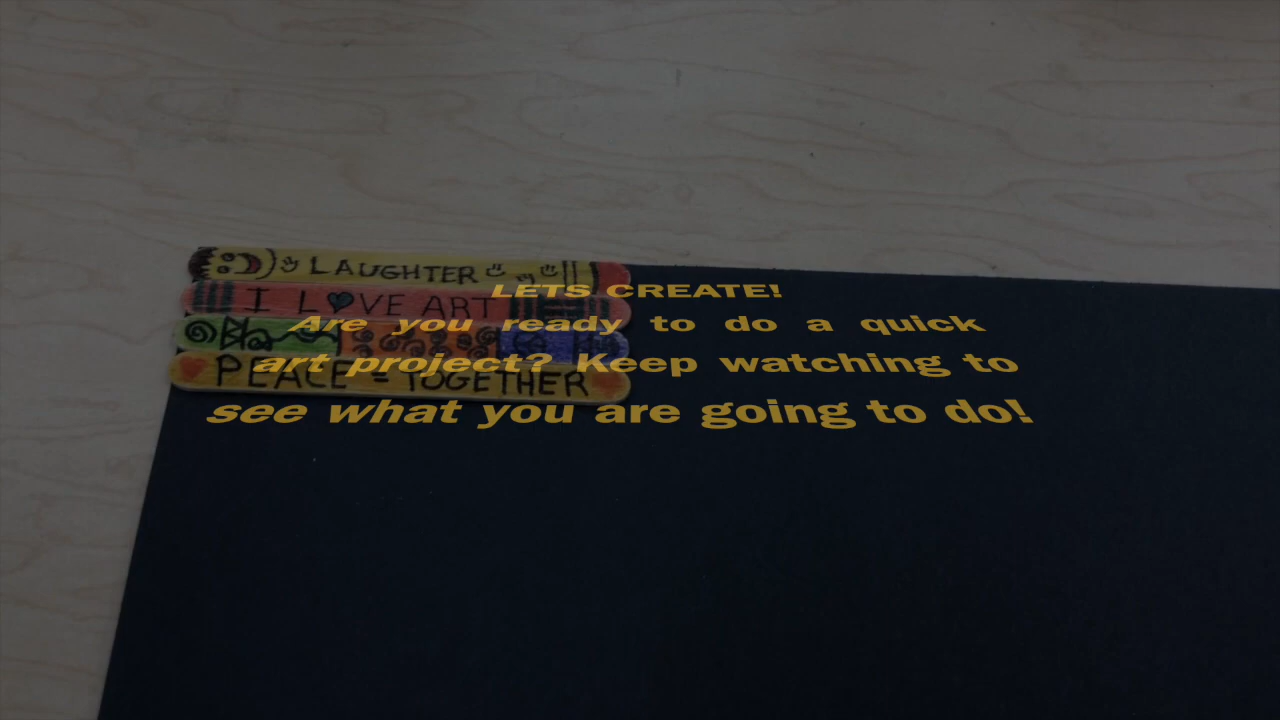 LAUGHTER
I LOVE ART
PEACE = TOGETHER
LETS CREATE!
Are you ready to do a quick
art project? Keep watching to
see what you are going to do!